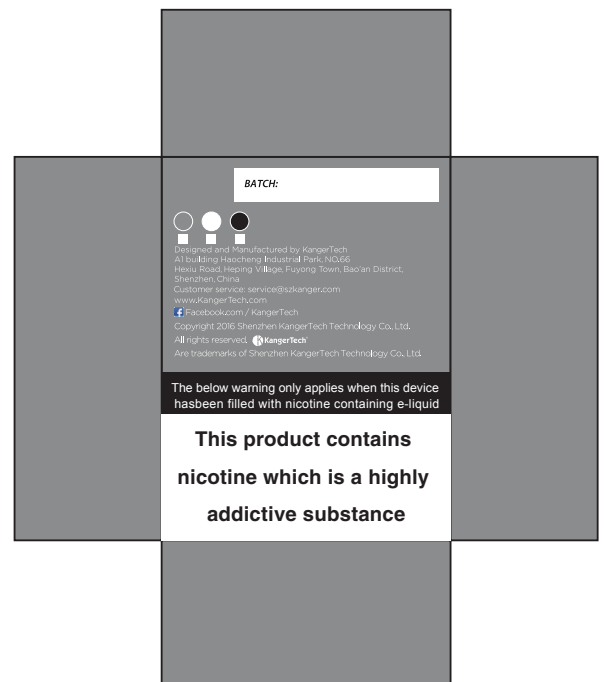 BATCH:
Designed and Manufactured by KangerTech
A1 building Haocheng Industrial Park, NO.66
Hexiu Road, Heping Village, Fuyong Town, Bao'an District,
Shenzhen, China
Customer service: service@szkanger.com
www.KangerTech.com
f Facebook.com / KangerTech
Copyright 2016 Shenzhen KangerTech Technology Co., Ltd.
All rights reserved. K KangerTech®
Are trademarks of Shenzhen KangerTech Technology Co., Ltd.
The below warning only applies when this device
hasbeen filled with nicotine containing e-liquid
This product contains
nicotine which is a highly
addictive substance